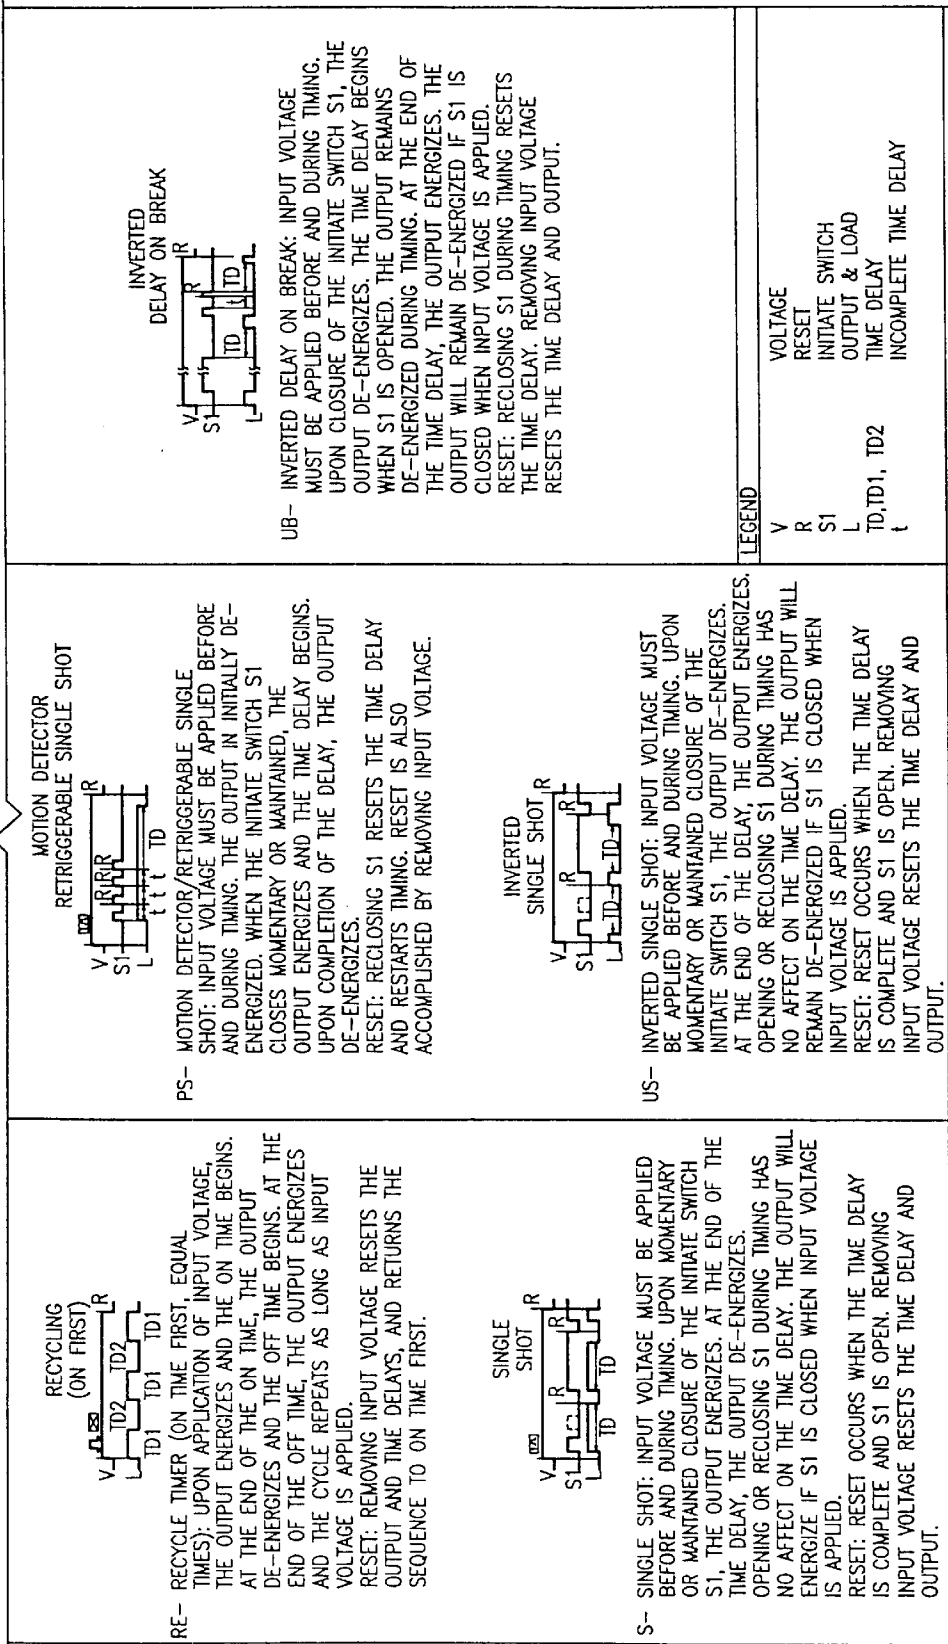 RECYCLING
(ON FIRST)
V
R
L
TD2
TD2
TD1
TD1
TD1
RE- RECYCLE TIMER (ON TIME FIRST, EQUAL
TIMES): UPON APPLICATION OF INPUT VOLTAGE,
THE OUTPUT ENERGIZES AND THE ON TIME BEGINS.
AT THE END OF THE ON TIME, THE OUTPUT
DE-ENERGIZES AND THE OFF TIME BEGINS. AT THE
END OF THE OFF TIME, THE OUTPUT ENERGIZES
AND THE CYCLE REPEATS AS LONG AS INPUT
VOLTAGE IS APPLIED.
RESET: REMOVING INPUT VOLTAGE RESETS THE
OUTPUT AND TIME DELAYS, AND RETURNS THE
SEQUENCE TO ON TIME FIRST.
SINGLE
SHOT
V
R
R
R
S1
L
TD
TD
S- SINGLE SHOT: INPUT VOLTAGE MUST BE APPLIED
BEFORE AND DURING TIMING. UPON MOMENTARY
OR MAINTAINED CLOSURE OF THE INITIATE SWITCH
S1, THE OUTPUT ENERGIZES. AT THE END OF THE
TIME DELAY, THE OUTPUT DE-ENERGIZES.
OPENING OR RECLOSING S1 DURING TIMING HAS
NO AFFECT ON THE TIME DELAY. THE OUTPUT WILL
ENERGIZE IF S1 IS CLOSED WHEN INPUT VOLTAGE
IS APPLIED.
RESET: RESET OCCURS WHEN THE TIME DELAY
IS COMPLETE AND S1 IS OPEN. REMOVING
INPUT VOLTAGE RESETS THE TIME DELAY AND
OUTPUT.
MOTION DETECTOR
RETRIGGERABLE SINGLE SHOT
V
R
R R R
S1
L
t t t TD
PS- MOTION DETECTOR/RETRIGGERABLE SINGLE
SHOT: INPUT VOLTAGE MUST BE APPLIED BEFORE
AND DURING TIMING. THE OUTPUT IN INITIALLY DE-
ENERGIZED. WHEN THE INITIATE SWITCH S1
CLOSES MOMENTARY OR MAINTAINED, THE
OUTPUT ENERGIZES AND THE TIME DELAY BEGINS.
UPON COMPLETION OF THE DELAY, THE OUTPUT
DE-ENERGIZES.
RESET: RECLOSING S1 RESETS THE TIME DELAY
AND RESTARTS TIMING. RESET IS ALSO
ACCOMPLISHED BY REMOVING INPUT VOLTAGE.
INVERTED
SINGLE SHOT
V
R
R
R
S1
L
TD
TD
US- INVERTED SINGLE SHOT: INPUT VOLTAGE MUST
BE APPLIED BEFORE AND DURING TIMING. UPON
MOMENTARY OR MAINTAINED CLOSURE OF THE
INITIATE SWITCH S1, THE OUTPUT DE-ENERGIZES.
AT THE END OF THE DELAY, THE OUTPUT ENERGIZES.
OPENING OR RECLOSING S1 DURING TIMING HAS
NO AFFECT ON THE TIME DELAY. THE OUTPUT WILL
REMAIN DE-ENERGIZED IF S1 IS CLOSED WHEN
INPUT VOLTAGE IS APPLIED.
RESET: RESET OCCURS WHEN THE TIME DELAY
IS COMPLETE AND S1 IS OPEN. REMOVING
INPUT VOLTAGE RESETS THE TIME DELAY AND
OUTPUT.
INVERTED
DELAY ON BREAK
V
R
R
S1
L
TD
t
TD
UB- INVERTED DELAY ON BREAK: INPUT VOLTAGE
MUST BE APPLIED BEFORE AND DURING TIMING.
UPON CLOSURE OF THE INITIATE SWITCH S1, THE
OUTPUT DE-ENERGIZES. THE TIME DELAY BEGINS
WHEN S1 IS OPENED. THE OUTPUT REMAINS
DE-ENERGIZED DURING TIMING. AT THE END OF
THE TIME DELAY, THE OUTPUT ENERGIZES. THE
OUTPUT WILL REMAIN DE-ENERGIZED IF S1 IS
CLOSED WHEN INPUT VOLTAGE IS APPLIED.
RESET: RECLOSING S1 DURING TIMING RESETS
THE TIME DELAY. REMOVING INPUT VOLTAGE
RESETS THE TIME DELAY AND OUTPUT.
LEGEND
V VOLTAGE
R RESET
S1 INITIATE SWITCH
L OUTPUT & LOAD
TD,TD1, TD2 TIME DELAY
t INCOMPLETE TIME DELAY